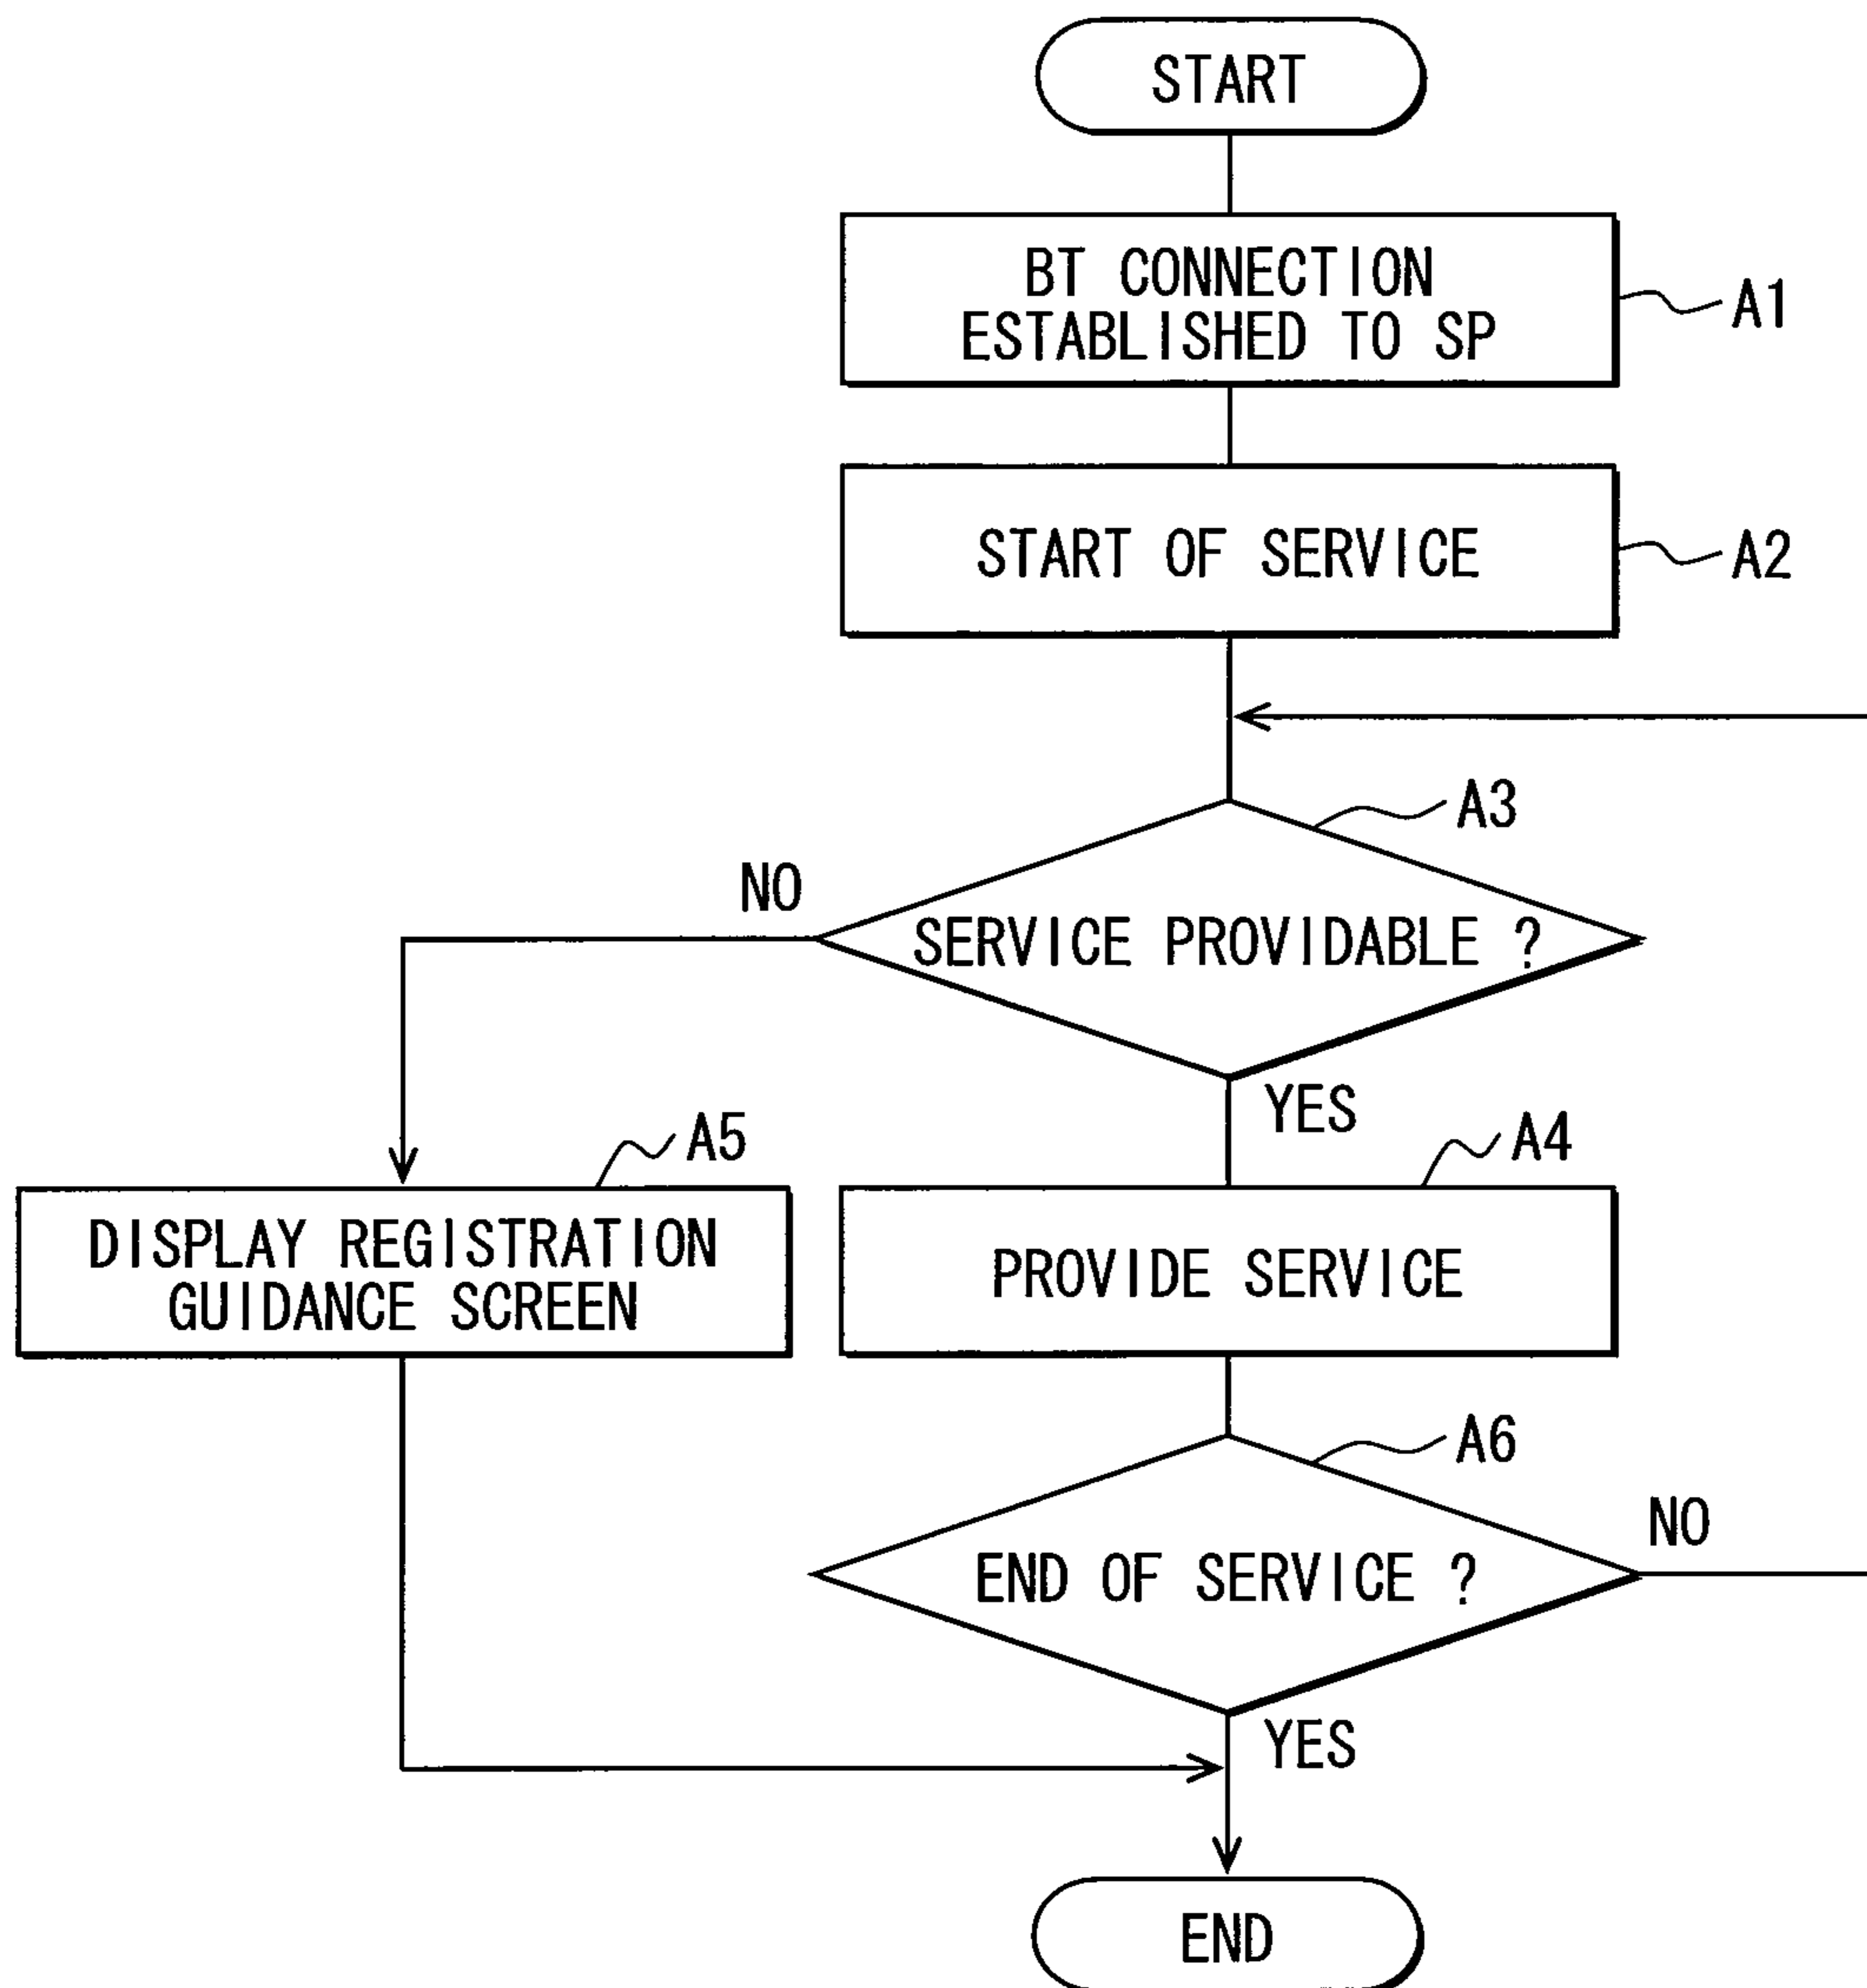 START
BT CONNECTION
ESTABLISHED TO SP
A1
START OF SERVICE
A2
A3
NO
SERVICE PROVIDABLE ?
YES
A5
A4
DISPLAY REGISTRATION
GUIDANCE SCREEN
PROVIDE SERVICE
A6
NO
END OF SERVICE ?
YES
END